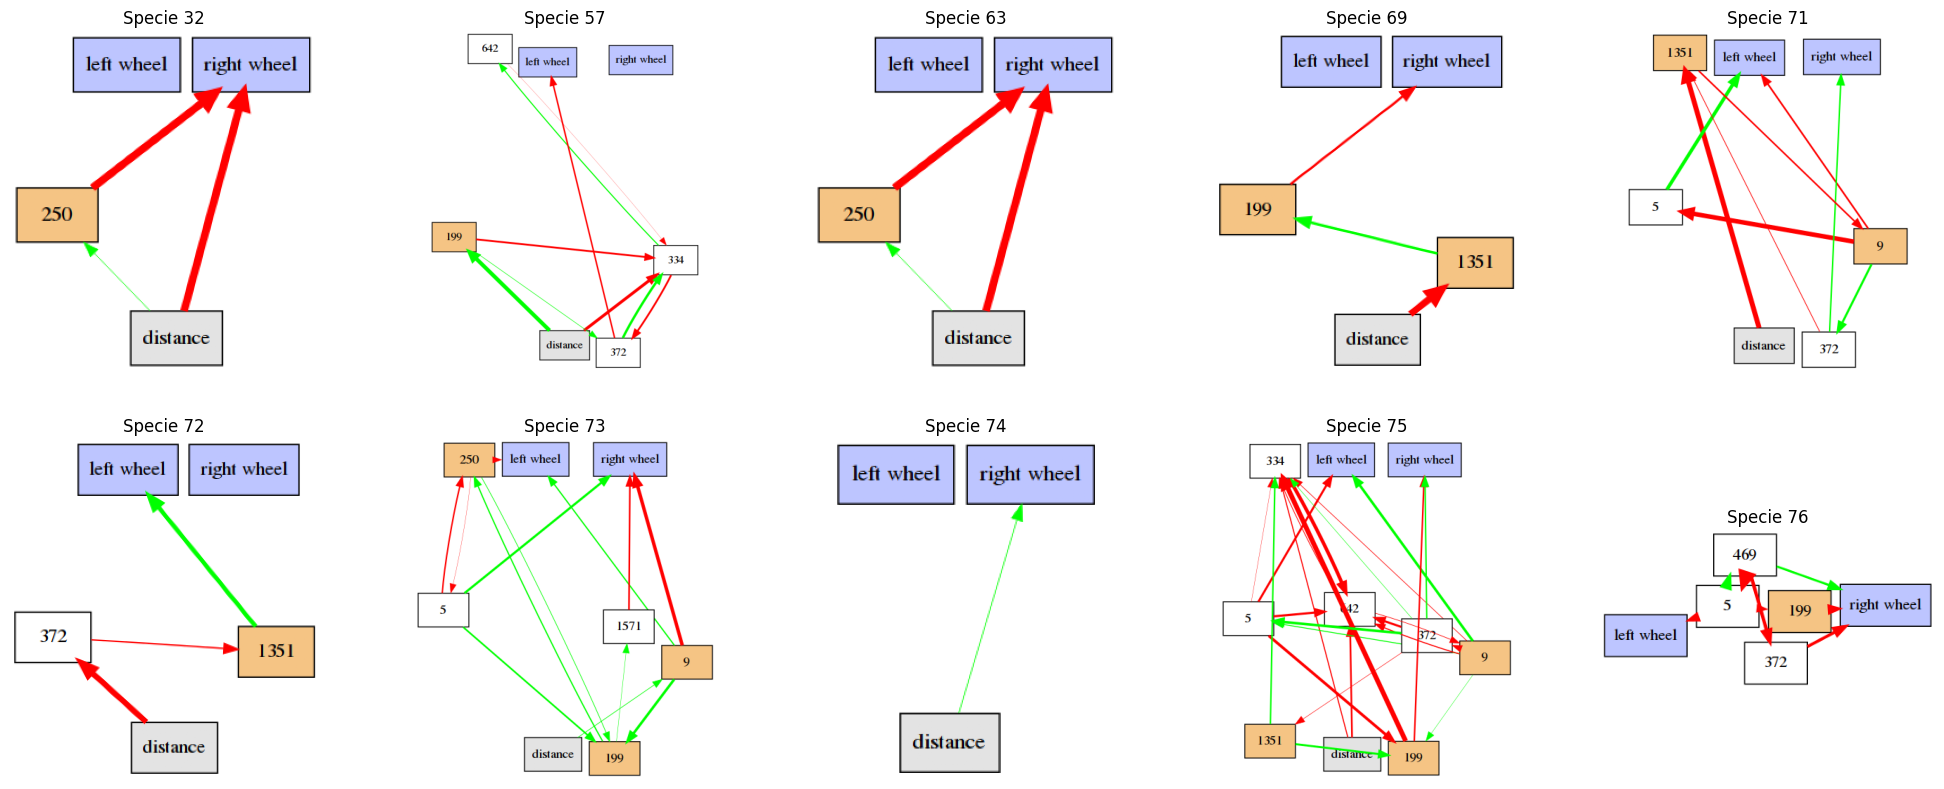 Specie 32
left wheel
right wheel
250
distance
Specie 57
642
left wheel
right wheel
199
334
distance
372
Specie 63
left wheel
right wheel
250
distance
Specie 69
left wheel
right wheel
199
1351
distance
Specie 71
1351
left wheel
right wheel
5
9
distance
372
Specie 72
left wheel
right wheel
372
1351
distance
Specie 73
250
left wheel
right wheel
5
1571
9
distance
199
Specie 74
left wheel
right wheel
distance
Specie 75
334
left wheel
right wheel
5
642
372
9
1351
distance
199
Specie 76
469
5
199
right wheel
left wheel
372